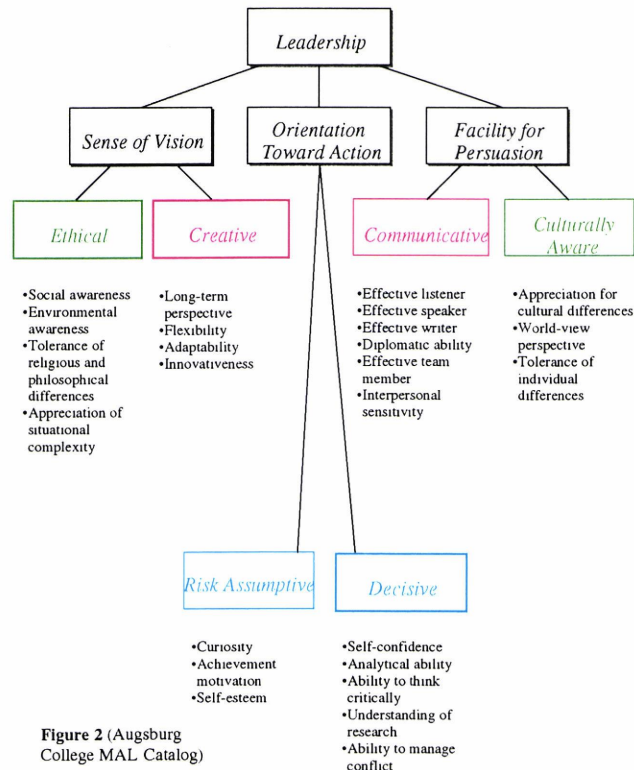 Leadership
Sense of Vision
Orientation
Toward Action
Facility for
Persuasion
Ethical
Creative
Communicative
Culturally
Aware
•Social awareness
•Environmental
awareness
•Tolerance of
religious and
philosophical
differences
•Appreciation of
situational
complexity
•Long-term
perspective
•Flexibility
•Adaptability
•Innovativeness
•Effective listener
•Effective speaker
•Effective writer
•Diplomatic ability
•Effective team
member
•Interpersonal
sensitivity
•Appreciation for
cultural differences
•World-view
perspective
•Tolerance of
individual
differences
Risk Assumptive
Decisive
•Curiosity
•Achievement
motivation
•Self-esteem
•Self-confidence
•Analytical ability
•Ability to think
critically
•Understanding of
research
•Ability to manage
conflict
Figure 2 (Augsburg
College MAL Catalog)